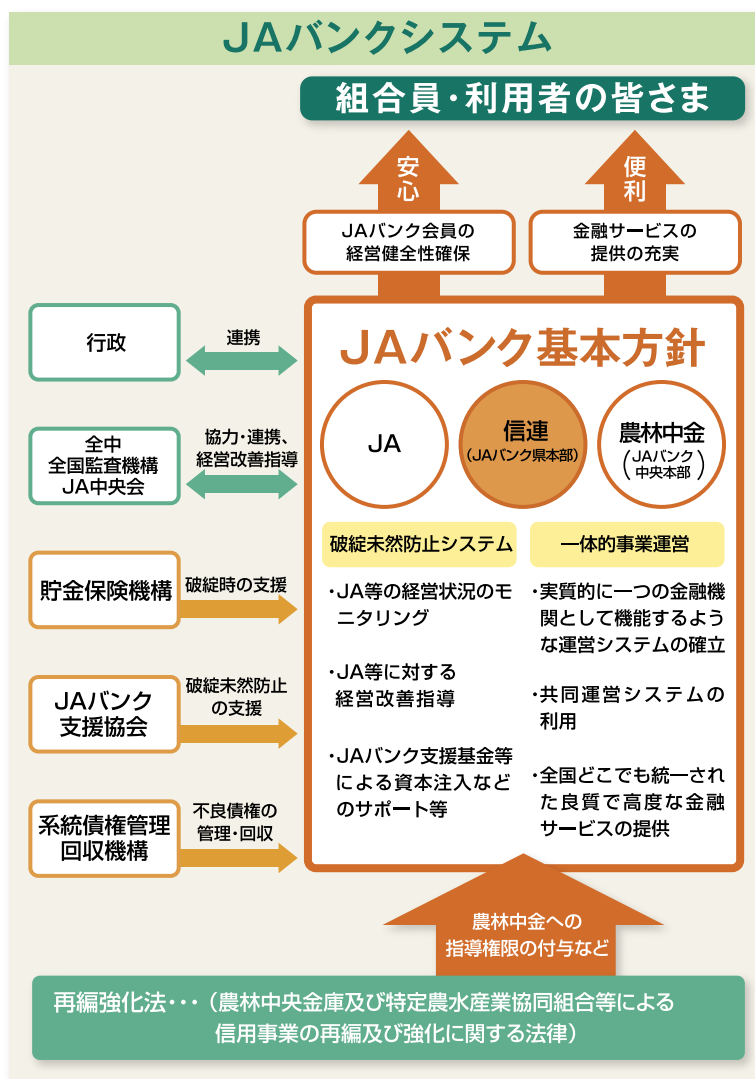 JAバンクシステム
組合員・利用者の皆さま
安心
便利
JAバンク会員の
経営健全性確保
金融サービスの
提供の充実
行政
連携
全中
全国監査機構
JA中央会
協力・連携、
経営改善指導
貯金保険機構
破綻時の支援
JAバンク
支援協会
破綻未然防止
の支援
系統債権管理
回収機構
不良債権の
管理・回収
JAバンク基本方針
JA
信連
(JAバンク県本部)
農林中金
(JAバンク
中央本部)
破綻未然防止システム
・JA等の経営状況のモ
ニタリング
・JA等に対する
経営改善指導
・JAバンク支援基金等
による資本注入など
のサポート等
一体的事業運営
・実質的に一つの金融機
関として機能するよう
な運営システムの確立
・共同運営システムの
利用
・全国どこでも統一され
た良質で高度な金融
サービスの提供
農林中金への
指導権限の付与など
再編強化法・・・（農林中央金庫及び特定農水産業協同組合等による
信用事業の再編及び強化に関する法律）